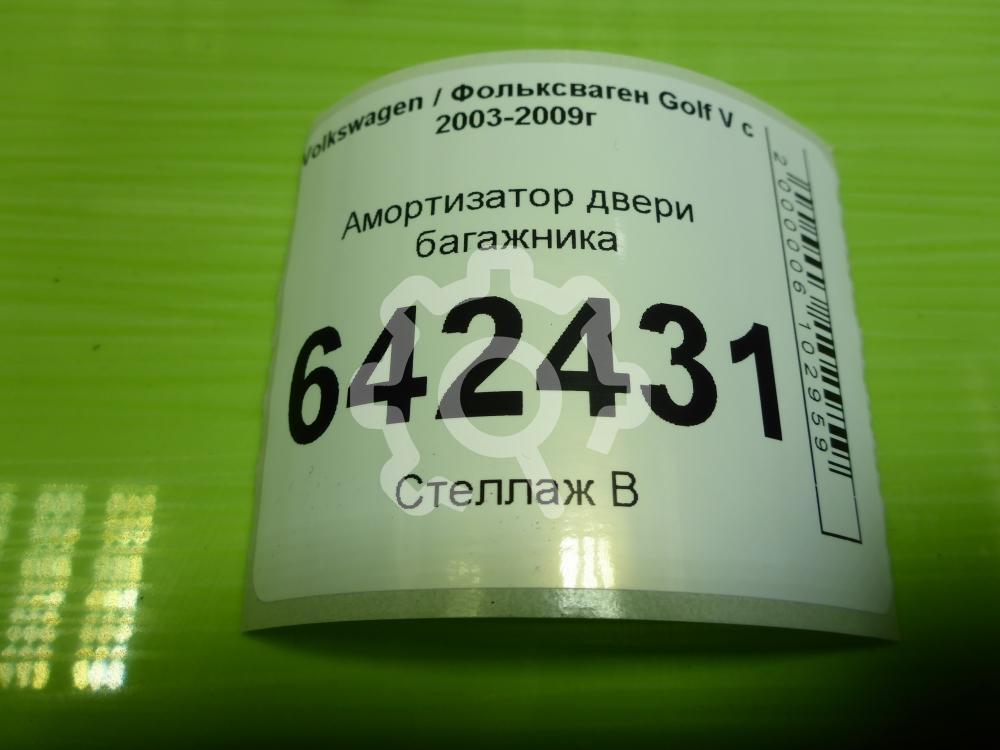 Volkswagen / Фольксваген Golf V с
2003-2009г
Амортизатор двери
багажника
642431
Стеллаж В
2000006102959